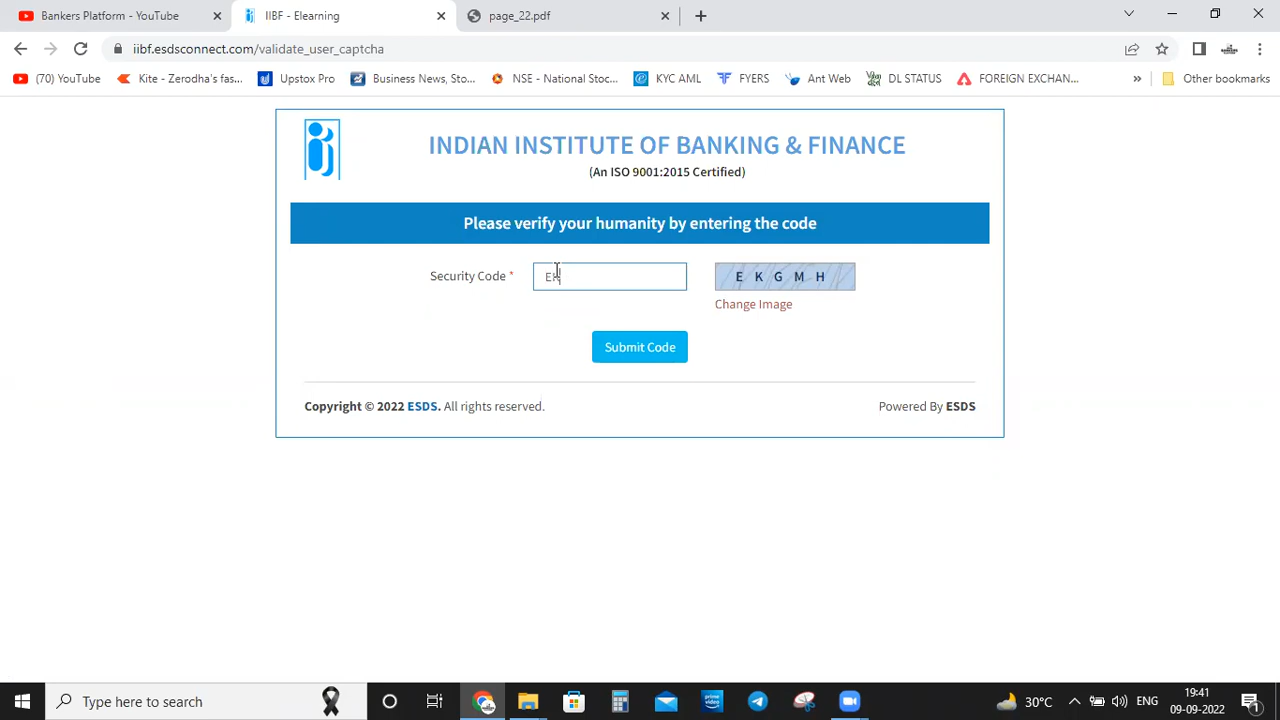 Bankers Platform - YouTube
IIBF - Elearning
page_22.pdf
iibf.esdsconnect.com/validate_user_captcha
(70) YouTube
Kite - Zerodha's fas...
Upstox Pro
Business News, Sto...
NSE - National Stoc...
KYC AML
FYERS
Ant Web
DL STATUS
FOREIGN EXCHAN...
»
Other bookmarks
INDIAN INSTITUTE OF BANKING & FINANCE
(An ISO 9001:2015 Certified)
Please verify your humanity by entering the code
Security Code *
EK
E K G M H
Change Image
Submit Code
Copyright © 2022 ESDS. All rights reserved.
Powered By ESDS
Type here to search
30°C
ENG
19:41
09-09-2022
1